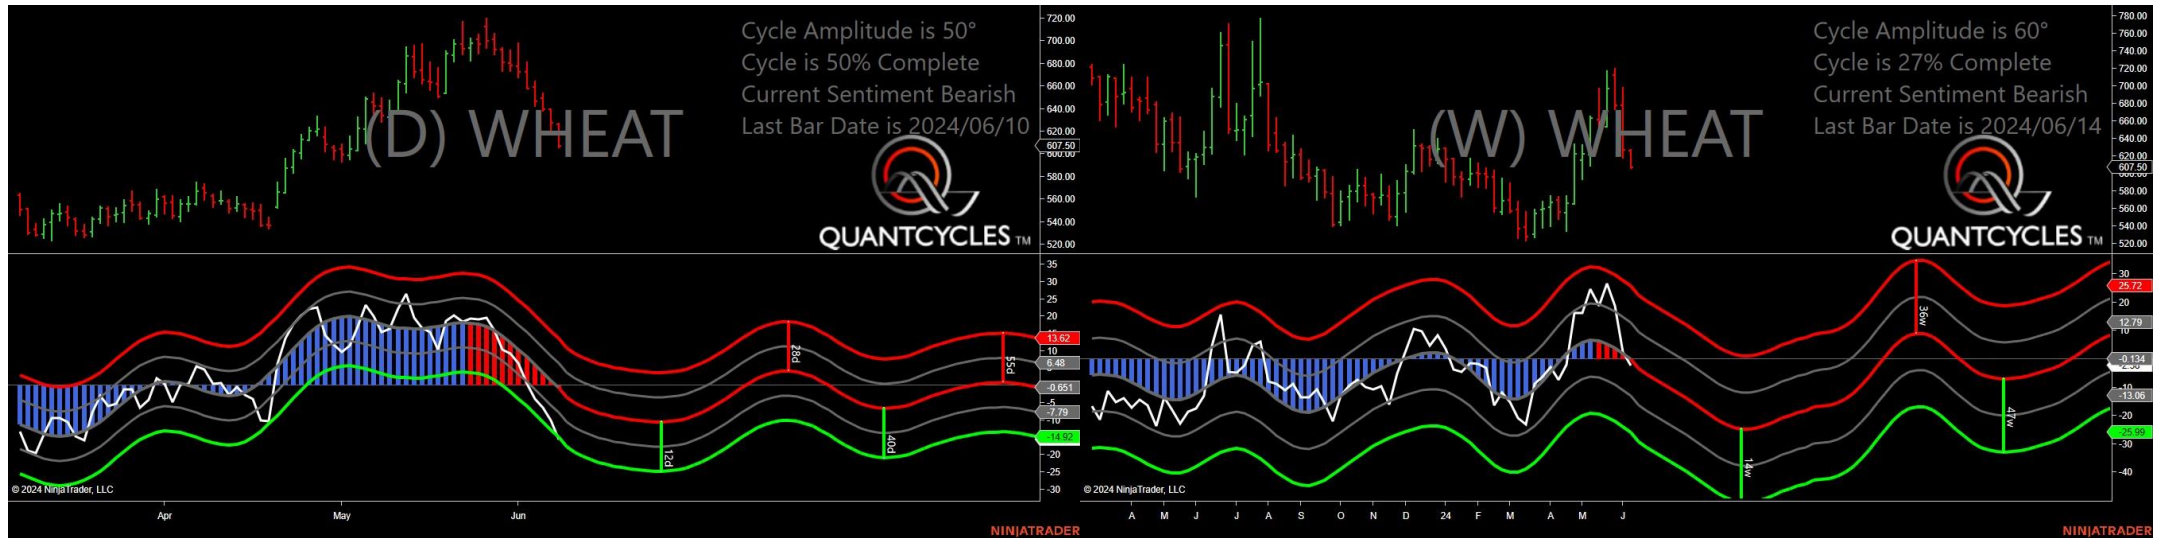 Cycle Amplitude is 50°
Cycle is 50% Complete
Current Sentiment Bearish
Last Bar Date is 2024/06/10
(D) WHEAT
QUANTCYCLES TM
720.00
700.00
680.00
660.00
640.00
620.00
607.50
600.00
580.00
560.00
540.00
520.00
35
30
25
20
13.62
10
6.48
-0.651
-5
-7.79
-10
-14.92
-20
-25
-30
28d
55d
12d
40d
© 2024 NinjaTrader, LLC
Apr
May
Jun
NINJATRADER
Cycle Amplitude is 60°
Cycle is 27% Complete
Current Sentiment Bearish
Last Bar Date is 2024/06/14
(W) WHEAT
QUANTCYCLES TM
780.00
760.00
740.00
720.00
700.00
680.00
660.00
640.00
620.00
607.50
580.00
560.00
540.00
520.00
30
25.72
20
12.79
10
-0.134
-10
-13.06
-20
-25.99
-30
-40
36w
47w
14w
© 2024 NinjaTrader, LLC
A M J J A S O N D 24 F M A M J
NINJATRADER